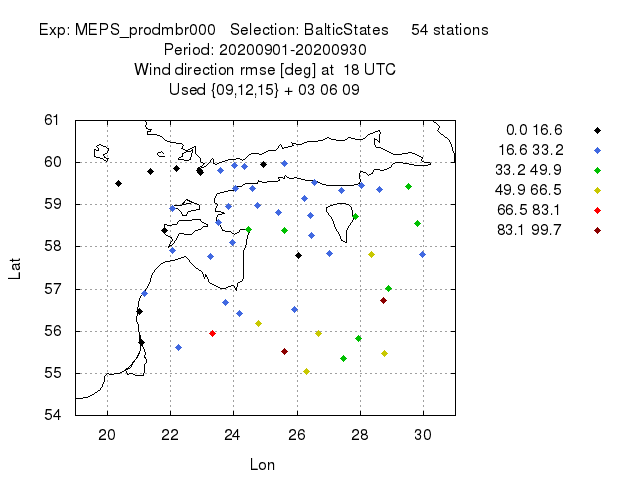 Exp: MEPS_prodmbr000 Selection: BalticStates 54 stations
Period: 20200901-20200930
Wind direction rmse [deg] at 18 UTC
Used {09,12,15} + 03 06 09
61
60
59
58
57
56
55
54
Lat
20 22 24 26 28 30
Lon
0.0 16.6
16.6 33.2
33.2 49.9
49.9 66.5
66.5 83.1
83.1 99.7